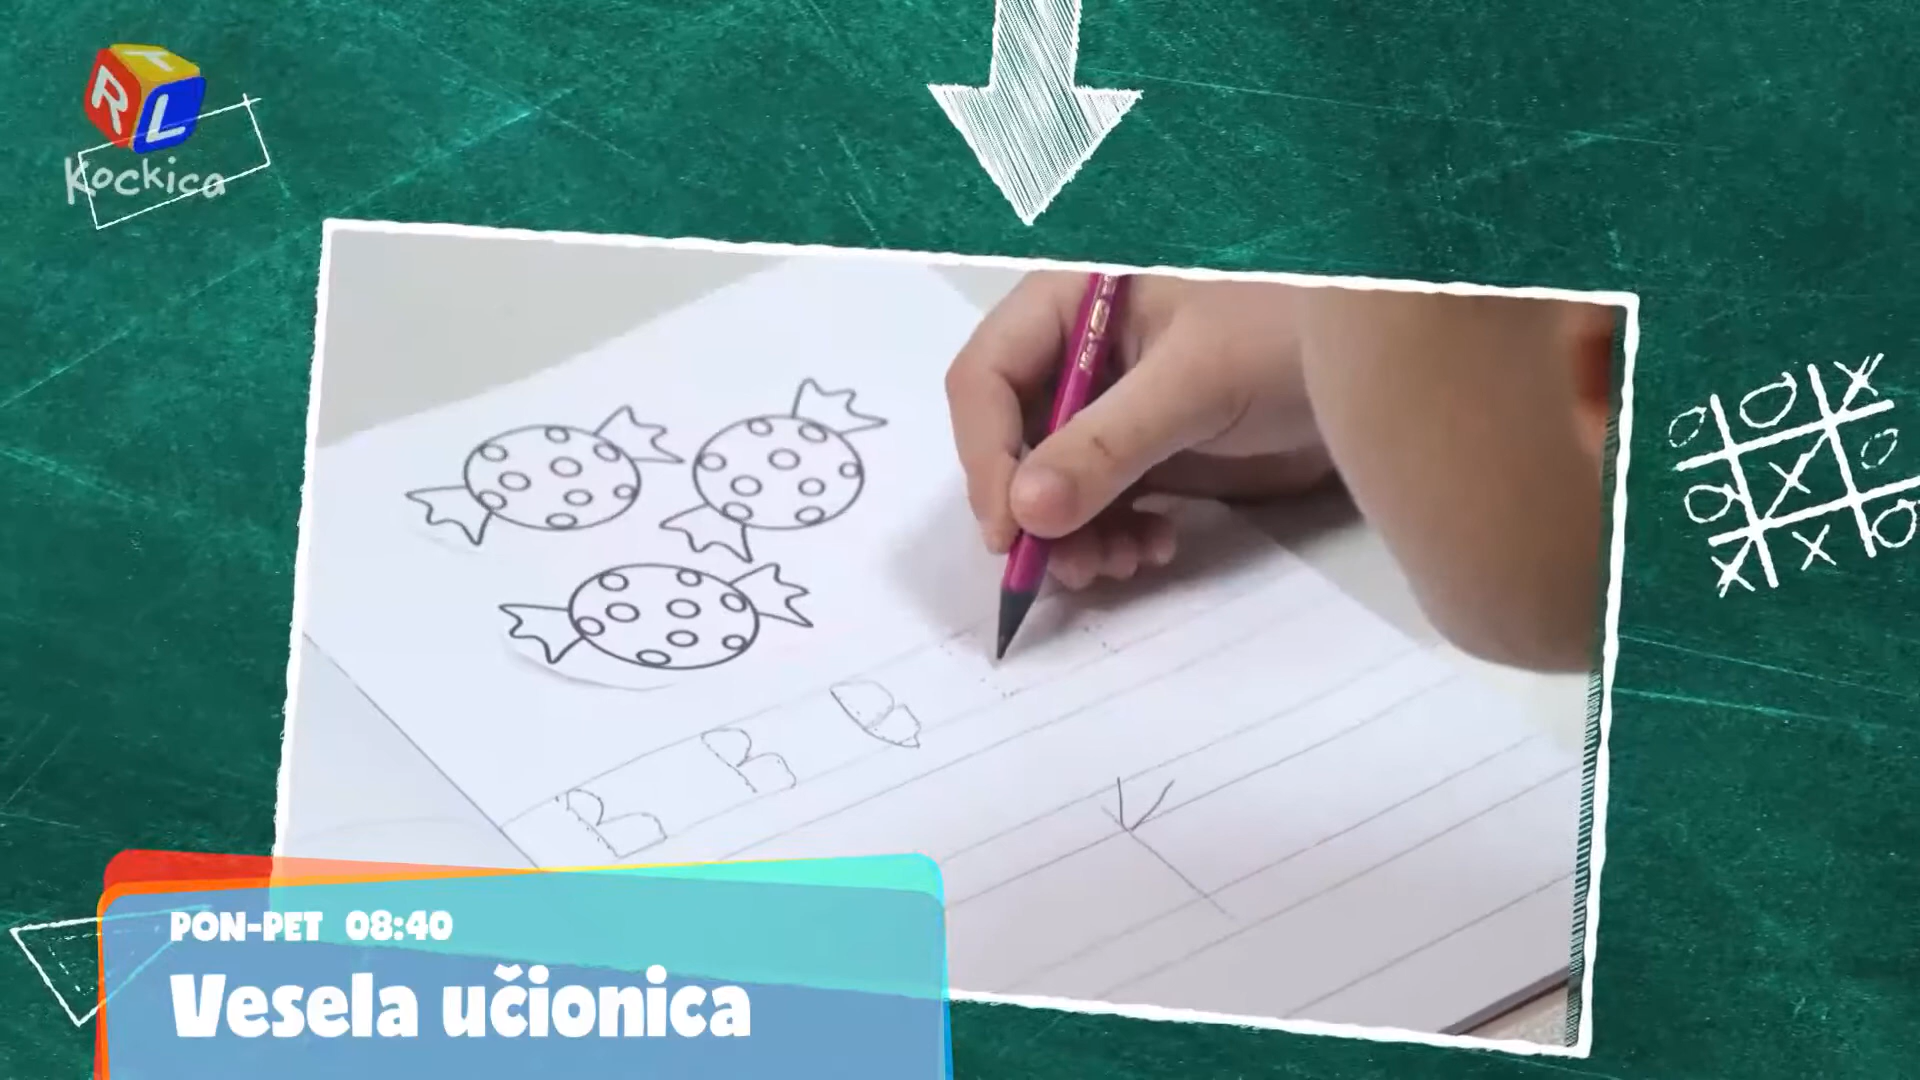 RTL
Kockica
B B B
K
PON-PET 08:40
Vesela učionica